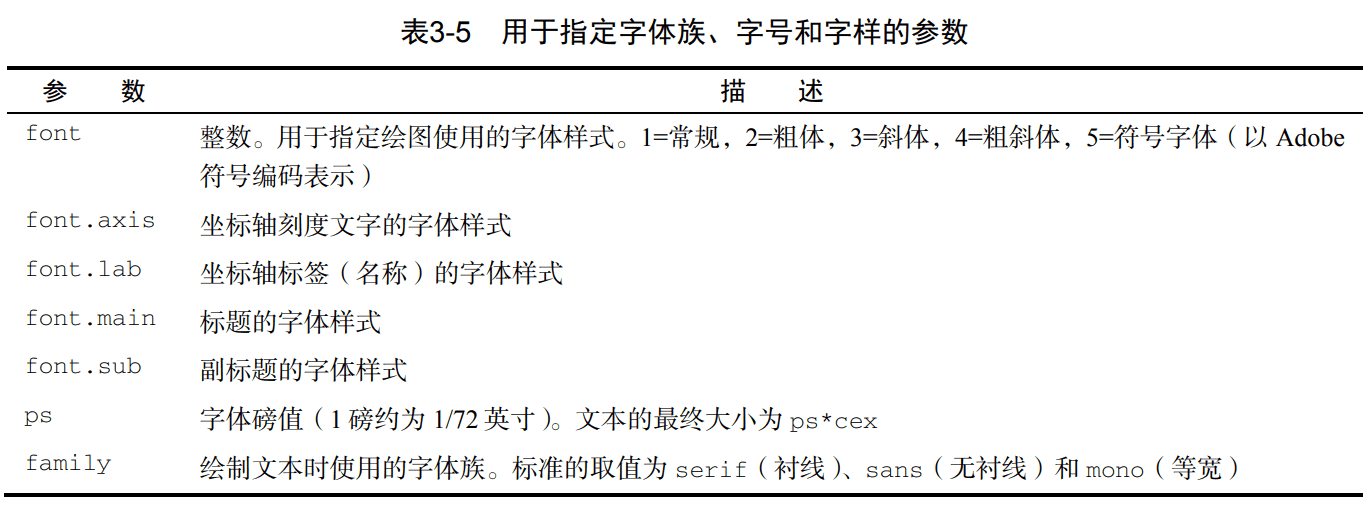 表3-5 用于指定字体族、字号和字样的参数
参 数 描 述
font 整数。用于指定绘图使用的字体样式。1=常规，2=粗体，3=斜体，4=粗斜体，5=符号字体（以 Adobe
符号编码表示）
font.axis 坐标轴刻度文字的字体样式
font.lab 坐标轴标签（名称）的字体样式
font.main 标题的字体样式
font.sub 副标题的字体样式
ps 字体磅值（1 磅约为 1/72 英寸）。文本的最终大小为 ps*cex
family 绘制文本时使用的字体族。标准的取值为 serif（衬线）、sans（无衬线）和 mono（等宽）